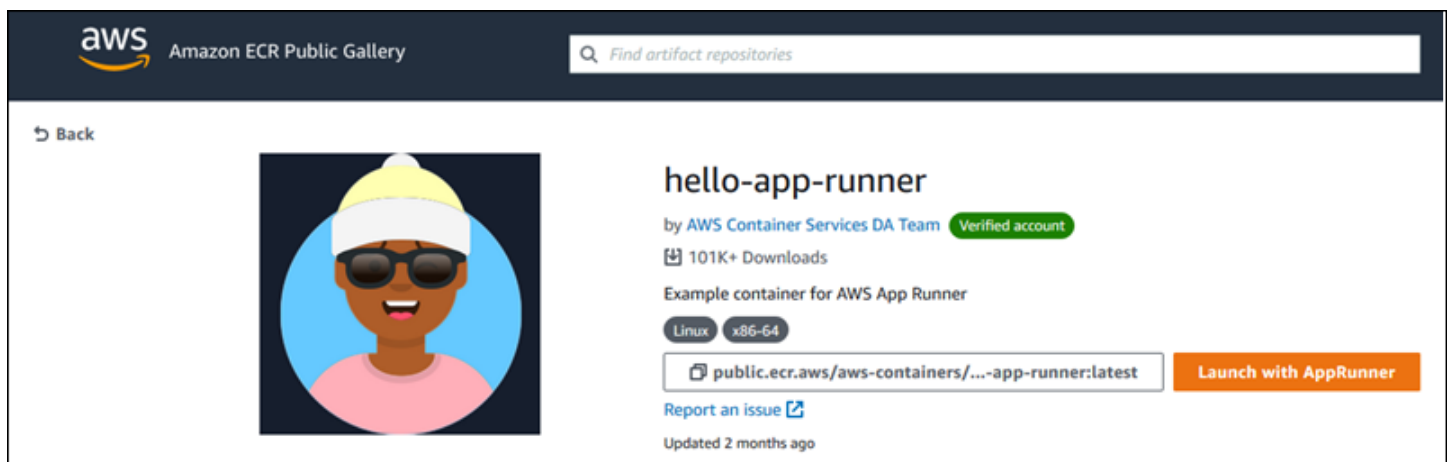 aws
Amazon ECR Public Gallery
Find artifact repositories
Back
hello-app-runner
by AWS Container Services DA Team Verified account
101K+ Downloads
Example container for AWS App Runner
Linux x86-64
public.ecr.aws/aws-containers/...-app-runner:latest Launch with AppRunner
Report an issue
Updated 2 months ago